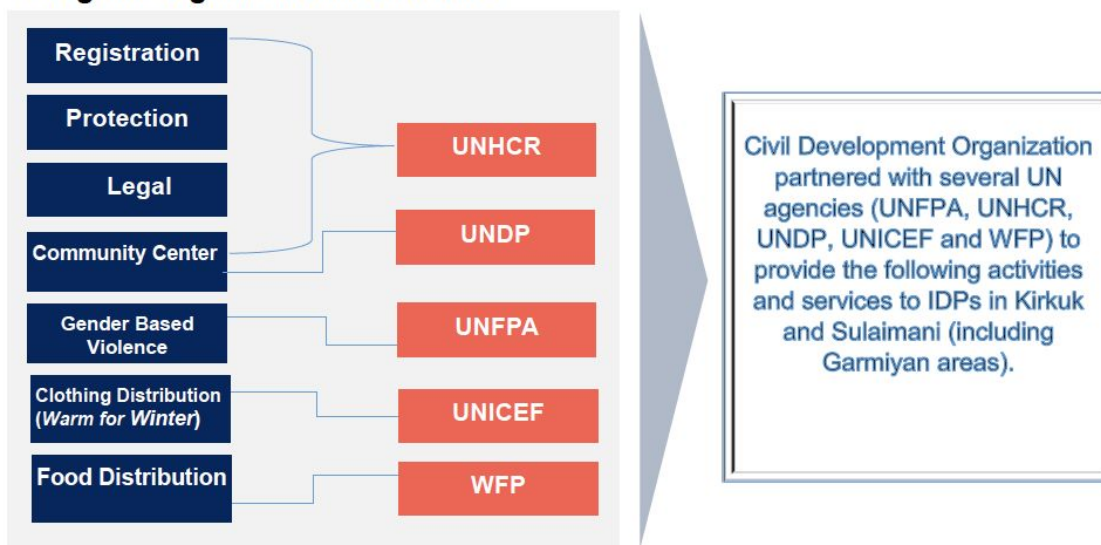 Registration
Protection
Legal
Community Center
Gender Based
Violence
Clothing Distribution
(Warm for Winter)
Food Distribution
UNHCR
UNDP
UNFPA
UNICEF
WFP
Civil Development Organization
partnered with several UN
agencies (UNFPA, UNHCR,
UNDP, UNICEF and WFP) to
provide the following activities
and services to IDPs in Kirkuk
and Sulaimani (including
Garmiyan areas).